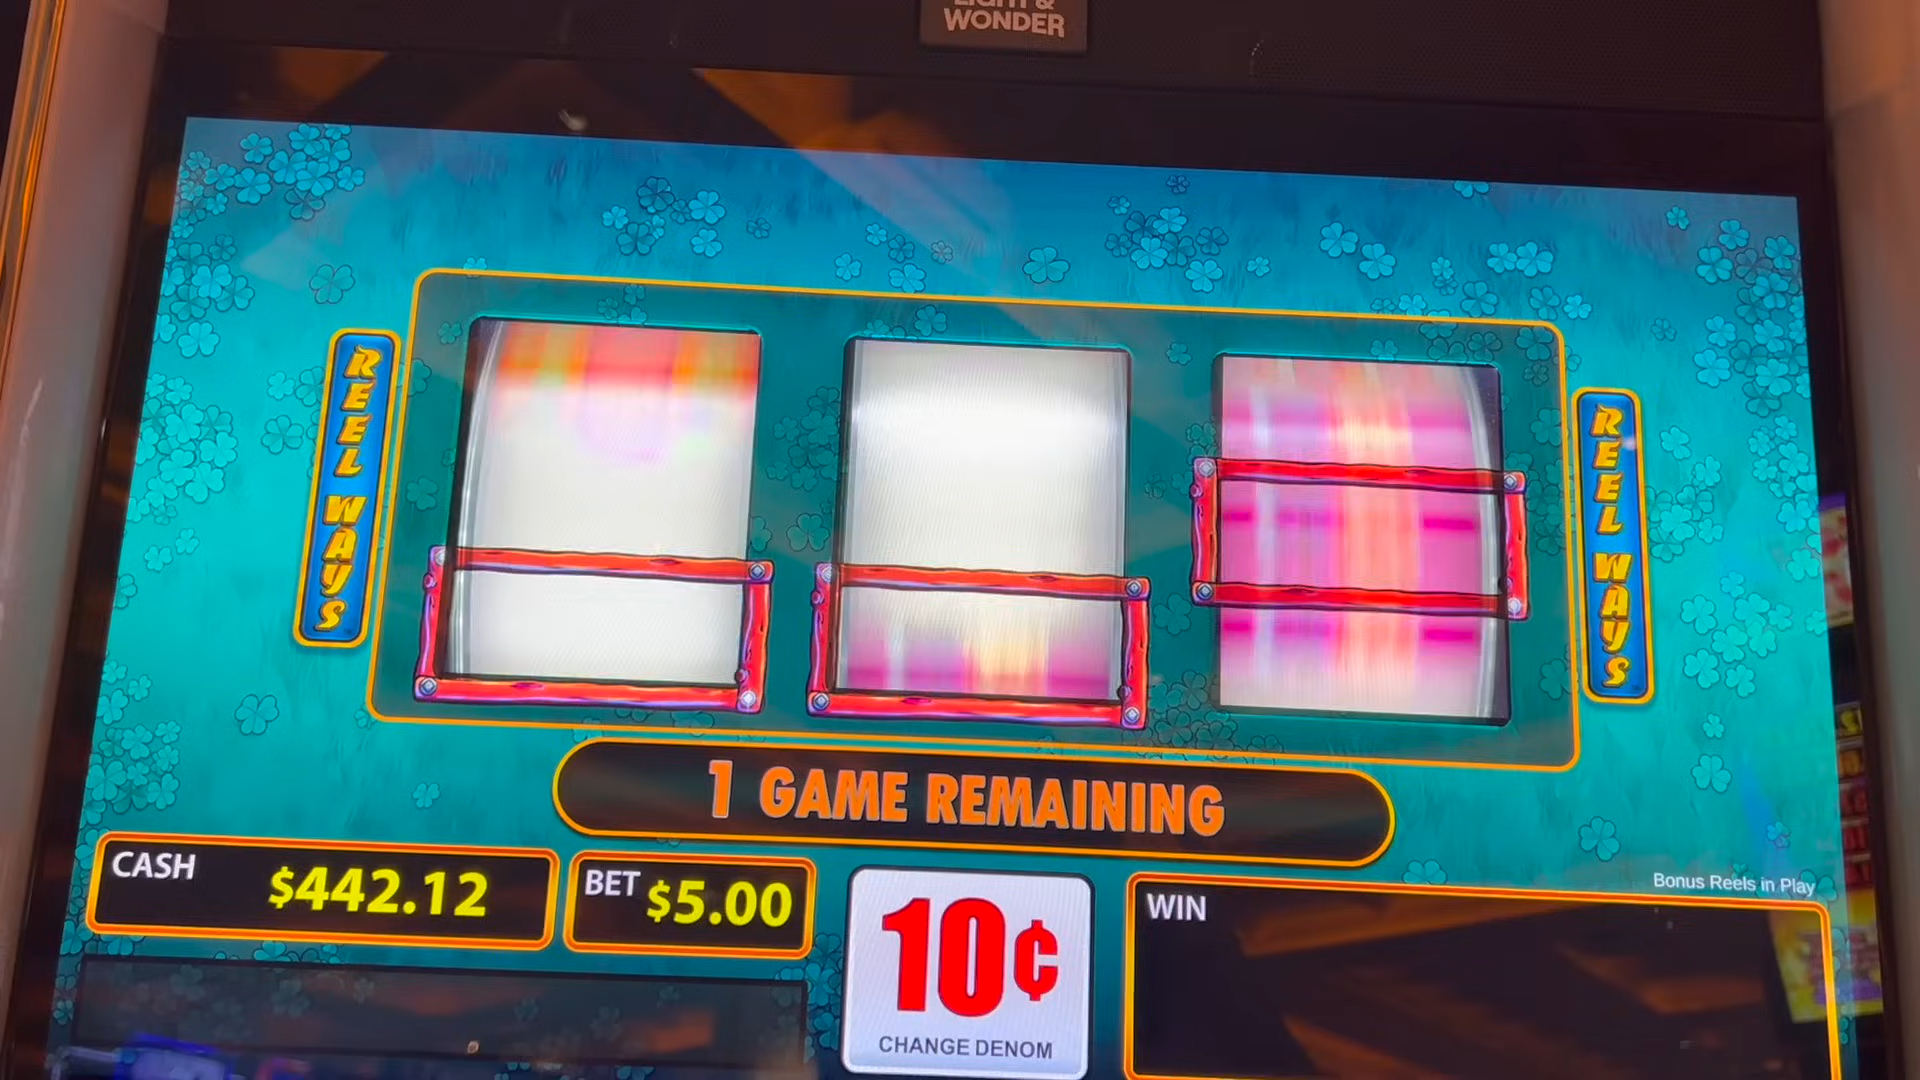 LIGHT &
WONDER
REEL WAYS
REEL WAYS
1 GAME REMAINING
Bonus Reels in Play
CASH $442.12
BET $5.00
10¢
CHANGE DENOM
WIN